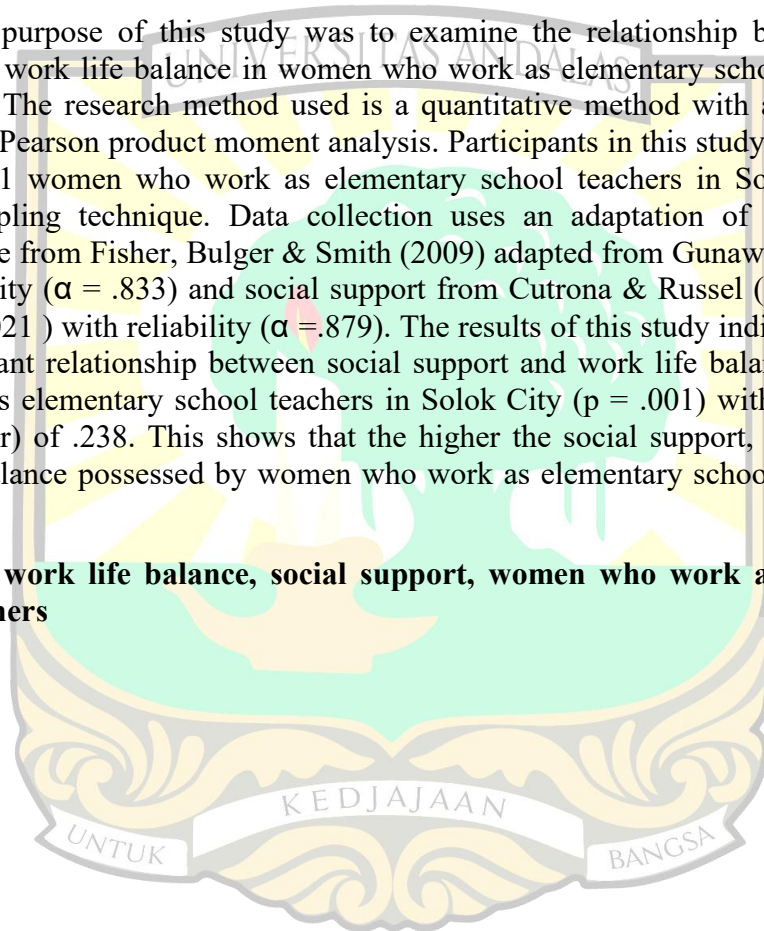 purpose of this study was to examine the relationship b
work life balance in women who work as elementary scho
The research method used is a quantitative method with a
Pearson product moment analysis. Participants in this study
1 women who work as elementary school teachers in So
pling technique. Data collection uses an adaptation of
e from Fisher, Bulger & Smith (2009) adapted from Gunaw
ity (α = .833) and social support from Cutrona & Russel (
021 ) with reliability (α =.879). The results of this study indi
ant relationship between social support and work life balan
s elementary school teachers in Solok City (p = .001) with
r) of .238. This shows that the higher the social support,
lance possessed by women who work as elementary school
work life balance, social support, women who work a
ners
UNIVERSITAS ANDALAS
KEDJAJAAN
UNTUK
BANGSA